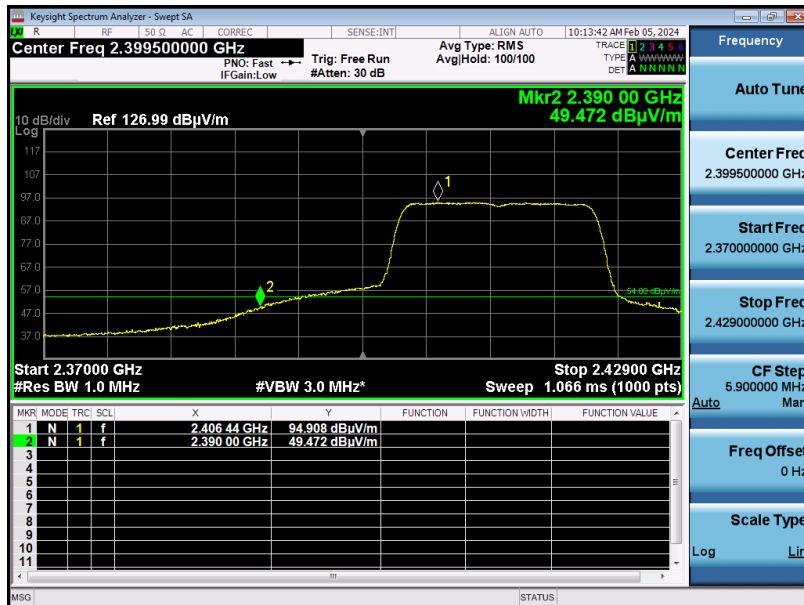 Keysight Spectrum Analyzer - Swept SA
LXI R RF 50 Ω AC CORREC SENSE:INT ALIGN AUTO 10:13:42 AM Feb 05, 2024
Center Freq 2.399500000 GHz
PNO: Fast
IFGain:Low
Trig: Free Run
#Atten: 30 dB
Avg Type: RMS
Avg|Hold: 100/100
TRACE 1 2 3 4 5 6
TYPE A WWWWW
DET A N N N N N
Mkr2 2.390 00 GHz
49.472 dBµV/m
10 dB/div Ref 126.99 dBµV/m
Log
117
107
97.0
87.0
77.0
67.0
57.0
47.0
37.0
1
2
54.00 dBµV/m
Start 2.37000 GHz Stop 2.42900 GHz
#Res BW 1.0 MHz #VBW 3.0 MHz* Sweep 1.066 ms (1000 pts)
MKR MODE TRC SCL X Y FUNCTION FUNCTION WIDTH FUNCTION VALUE
1 N 1 f 2.406 44 GHz 94.908 dBµV/m
2 N 1 f 2.390 00 GHz 49.472 dBµV/m
3
4
5
6
7
8
9
10
11
MSG STATUS
Frequency
Auto Tune
Center Freq
2.399500000 GHz
Start Freq
2.370000000 GHz
Stop Freq
2.429000000 GHz
CF Step
5.900000 MHz
Auto Man
Freq Offset
0 Hz
Scale Type
Log Lin